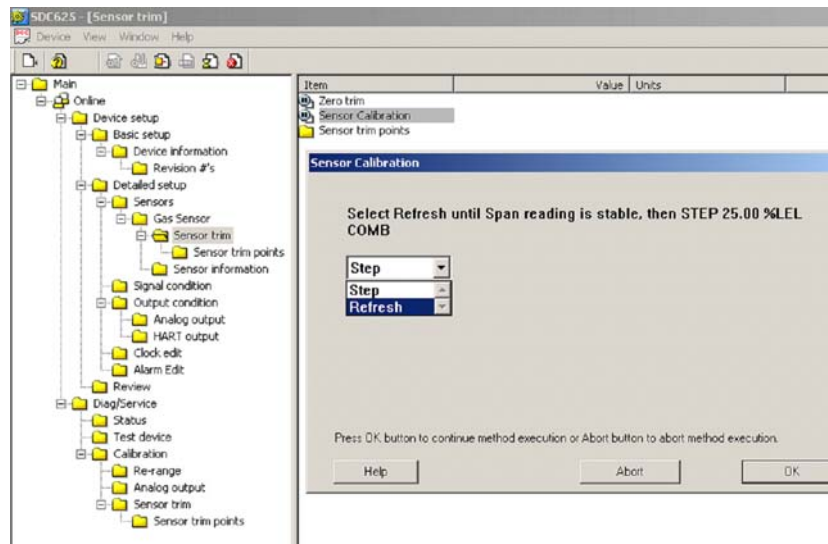 SDC625 - [Sensor trim]
Device View Window Help
Main
Online
Device setup
Basic setup
Device information
Revision #'s
Detailed setup
Sensors
Gas Sensor
Sensor trim
Sensor trim points
Sensor information
Signal condition
Output condition
Analog output
HART output
Clock edit
Alarm Edit
Review
Diag/Service
Status
Test device
Calibration
Re-range
Analog output
Sensor trim
Sensor trim points
Item Value Units
Zero trim
Sensor Calibration
Sensor trim points
Sensor Calibration
Select Refresh until Span reading is stable, then STEP 25.00 %LEL
COMB
Step
Step
Refresh
Press OK button to continue method execution or Abort button to abort method execution.
Help Abort OK